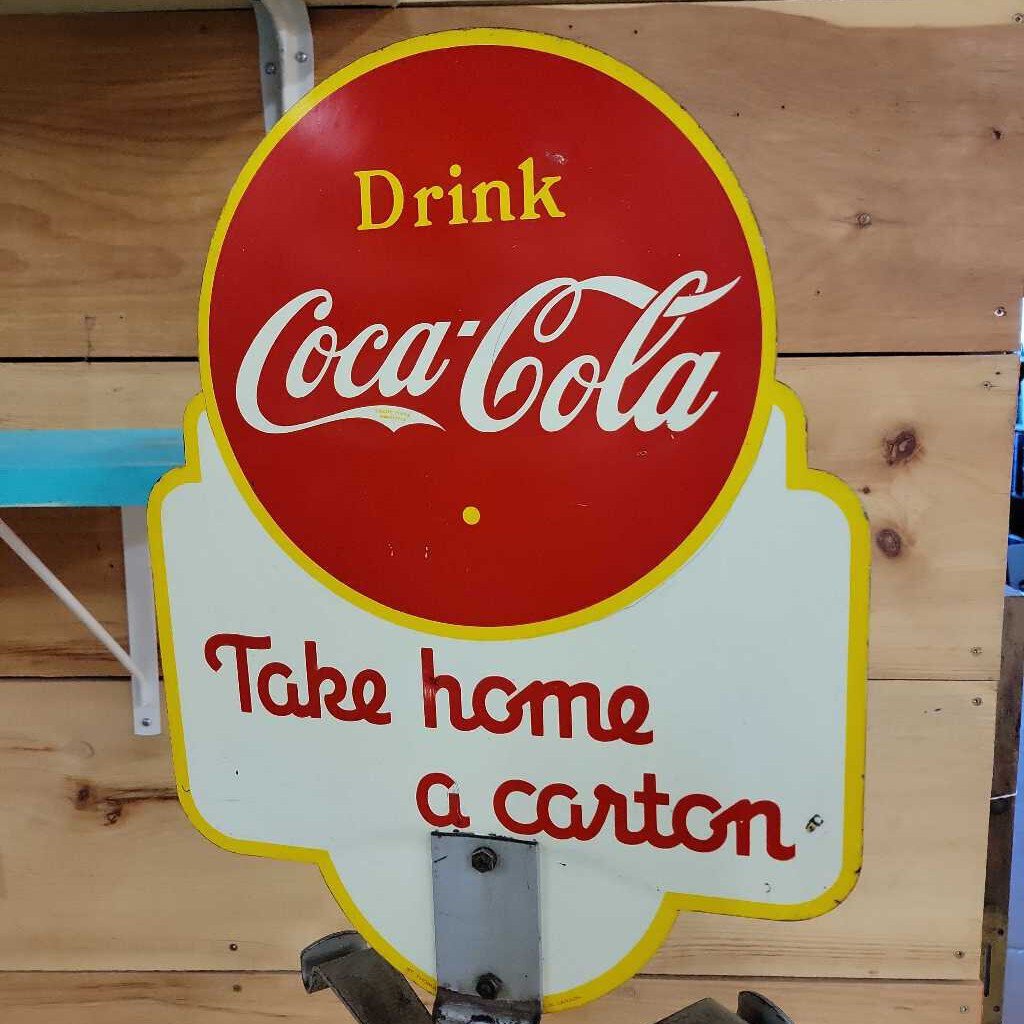 Drink
Coca-Cola
Take home
a carton